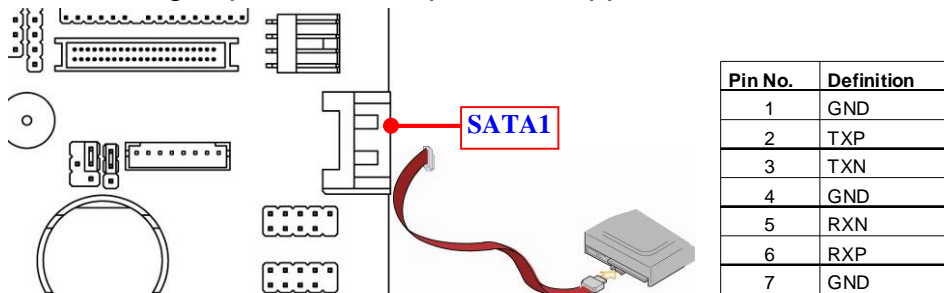 SATA1
Pin No. Definition
1 GND
2 TXP
3 TXN
4 GND
5 RXN
6 RXP
7 GND